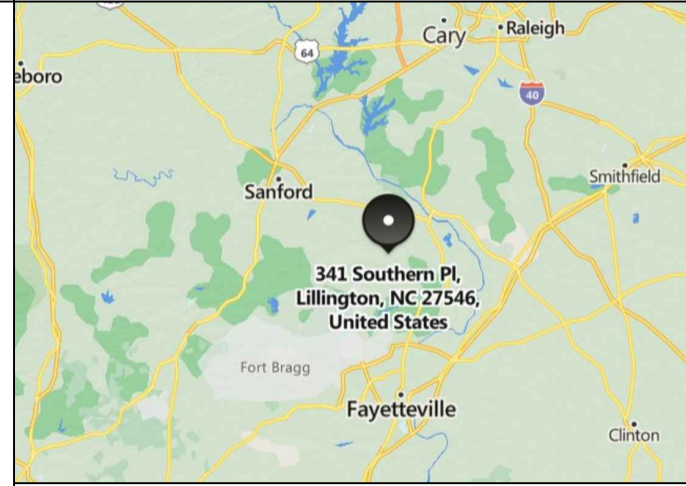 64
Cary
Raleigh
eboro
40
Smithfield
Sanford
341 Southern Pl,
Lillington, NC 27546,
United States
Fort Bragg
Fayetteville
Clinton